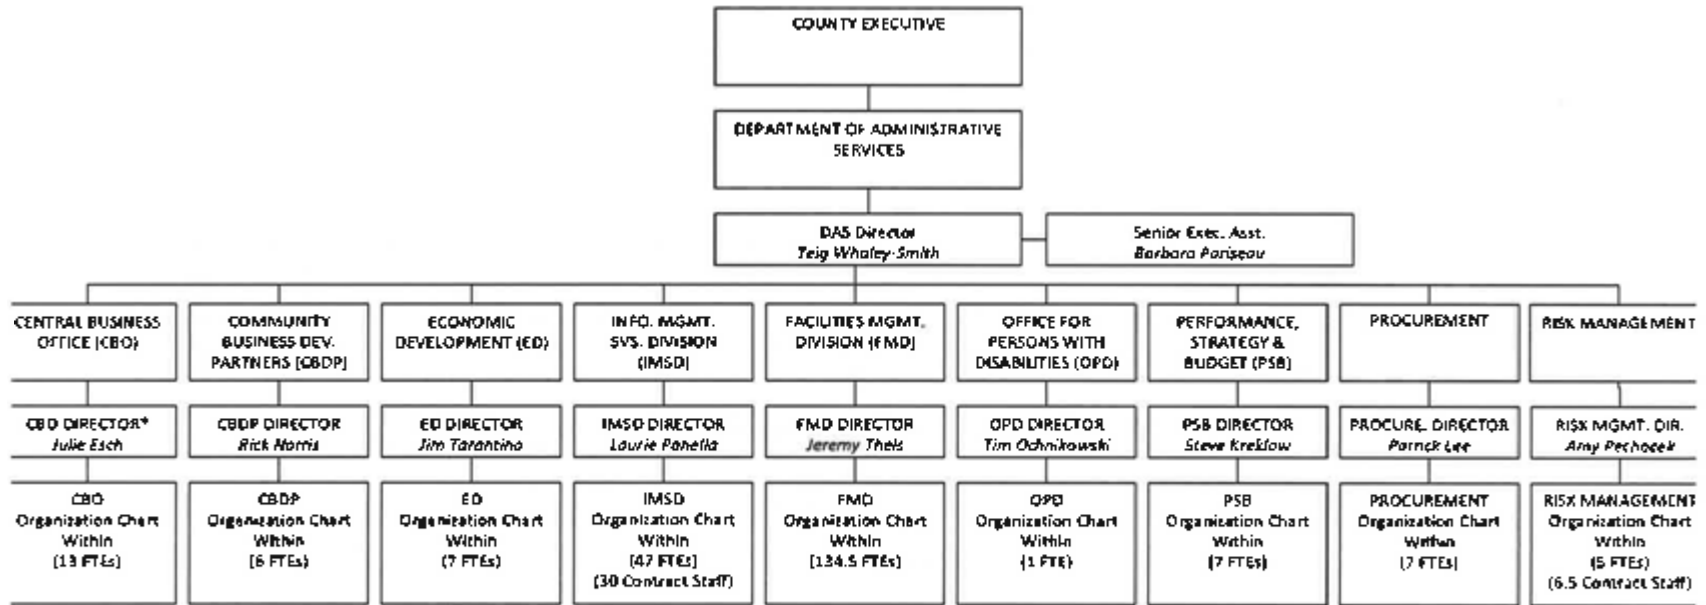 COUNTY EXECUTIVE
DEPARTMENT OF ADMINISTRATIVE
SERVICES
DAS Director
Teig Whaley-Smith
Senior Exec. Asst.
Barbara Pariseau
CENTRAL BUSINESS
OFFICE (CBO)
COMMUNITY
BUSINESS DEV.
PARTNERS (CBDP)
ECONOMIC
DEVELOPMENT (ED)
INFO. MGMT.
SVS. DIVISION
(IMSD)
FACILITIES MGMT.
DIVISION (FMD)
OFFICE FOR
PERSONS WITH
DISABILITIES (OPD)
PERFORMANCE,
STRATEGY &
BUDGET (PSB)
PROCUREMENT
RISK MANAGEMENT
CBO DIRECTOR*
Julie Esch
CBDP DIRECTOR
Rick Norris
ED DIRECTOR
Jim Tarantino
IMSD DIRECTOR
Laurie Panella
FMD DIRECTOR
Jeremy Theis
OPD DIRECTOR
Tim Ochnikowski
PSB DIRECTOR
Steve Kreklow
PROCURE. DIRECTOR
Patrick Lee
RISK MGMT. DIR.
Amy Pechacek
CBO
Organization Chart
Within
(13 FTEs)
CBDP
Organization Chart
Within
(6 FTEs)
ED
Organization Chart
Within
(7 FTEs)
IMSD
Organization Chart
Within
(47 FTEs)
(30 Contract Staff)
FMD
Organization Chart
Within
(134.5 FTEs)
OPD
Organization Chart
Within
(1 FTE)
PSB
Organization Chart
Within
(7 FTEs)
PROCUREMENT
Organization Chart
Within
(7 FTEs)
RISK MANAGEMENT
Organization Chart
Within
(5 FTEs)
(6.5 Contract Staff)